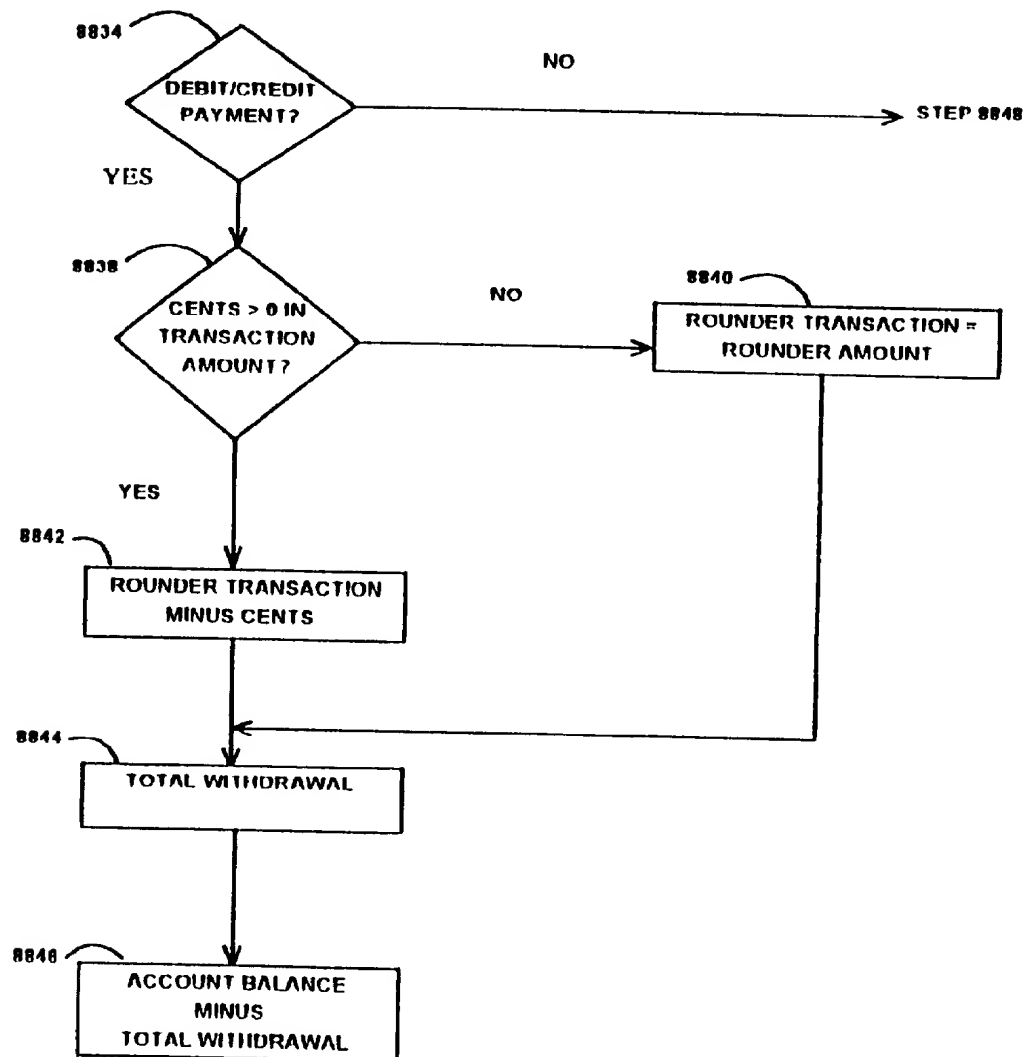 8834
DEBIT/CREDIT
PAYMENT?
NO
STEP 8848
YES
8838
CENTS > 0 IN
TRANSACTION
AMOUNT?
NO
8840
ROUNDER TRANSACTION =
ROUNDER AMOUNT
YES
8842
ROUNDER TRANSACTION
MINUS CENTS
8844
TOTAL WITHDRAWAL
8846
ACCOUNT BALANCE
MINUS
TOTAL WITHDRAWAL